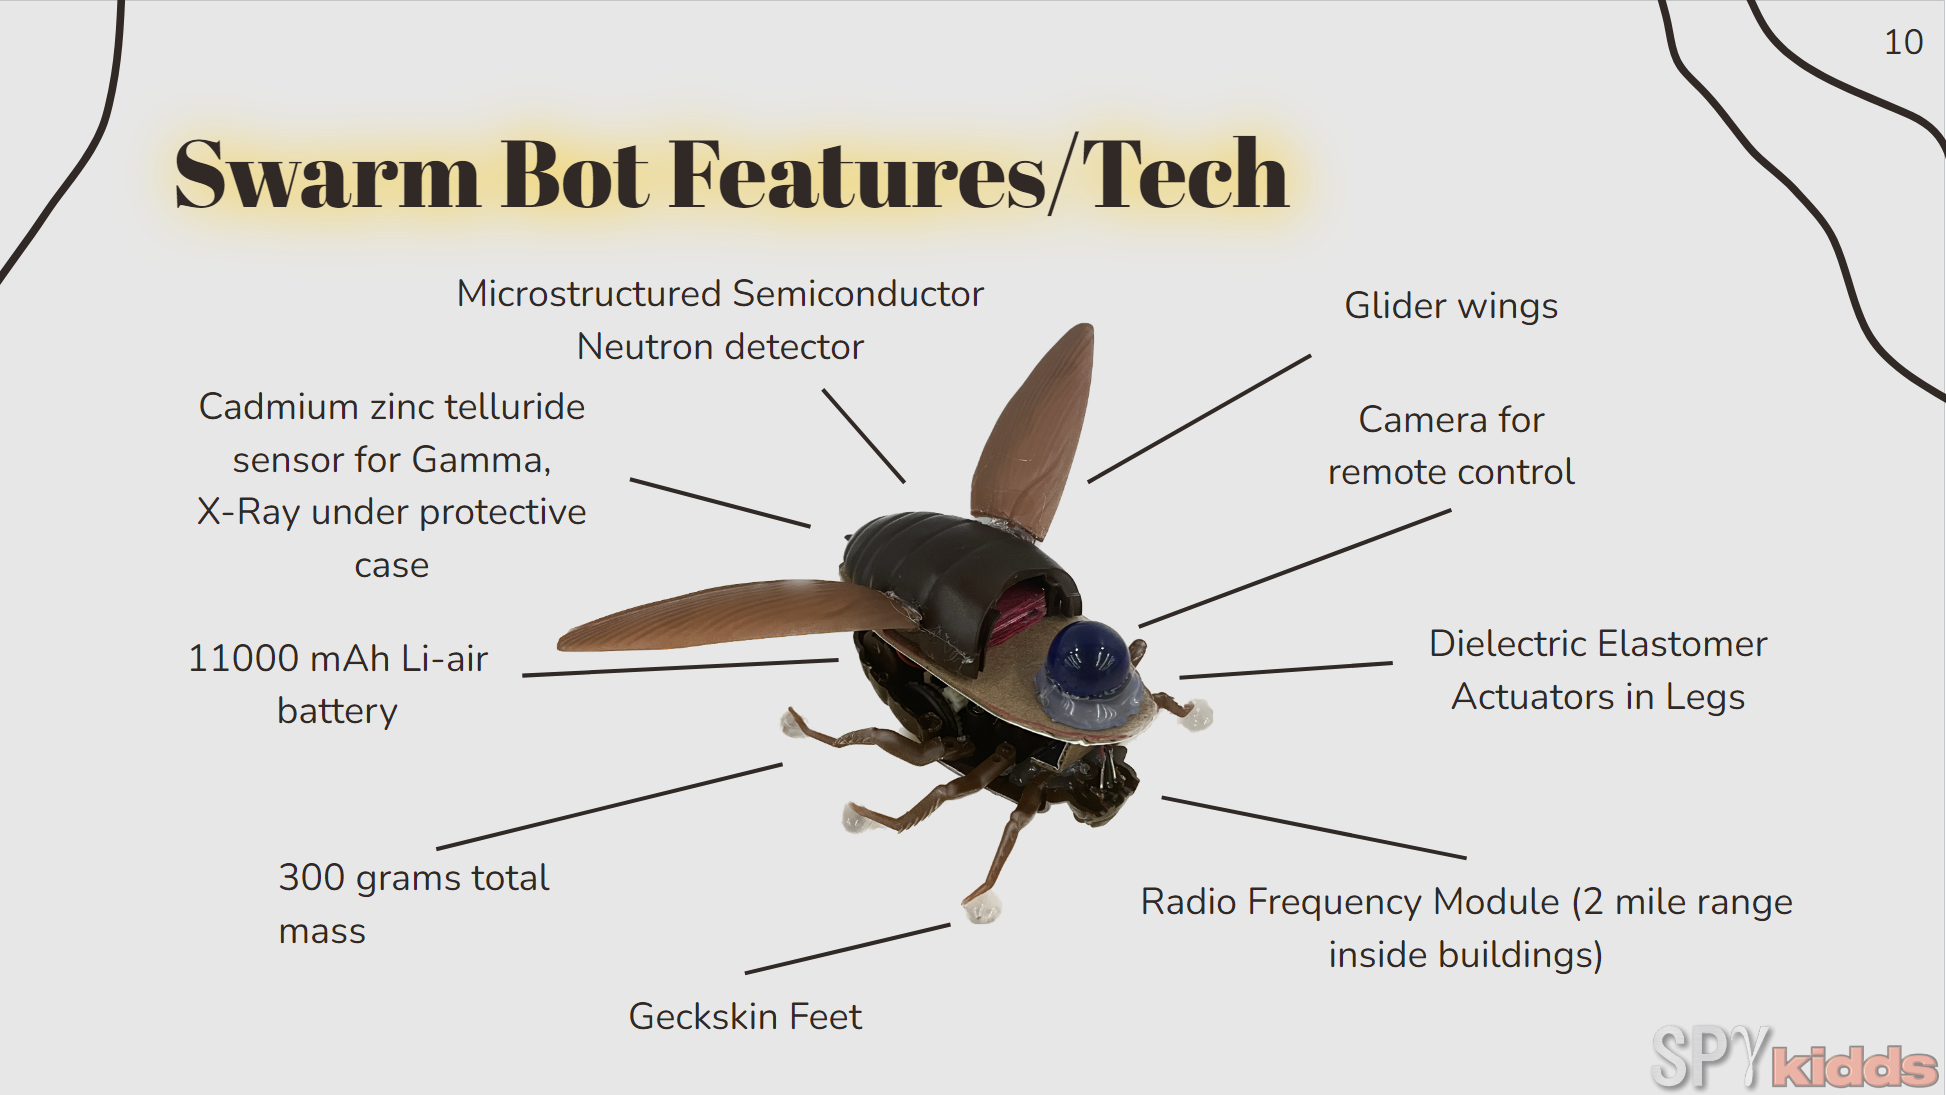 10
Swarm Bot Features/Tech
Microstructured Semiconductor
Neutron detector
Glider wings
Cadmium zinc telluride
sensor for Gamma,
X-Ray under protective
case
Camera for
remote control
11000 mAh Li-air
battery
Dielectric Elastomer
Actuators in Legs
300 grams total
mass
Radio Frequency Module (2 mile range
inside buildings)
Geckskin Feet
SPY kidds